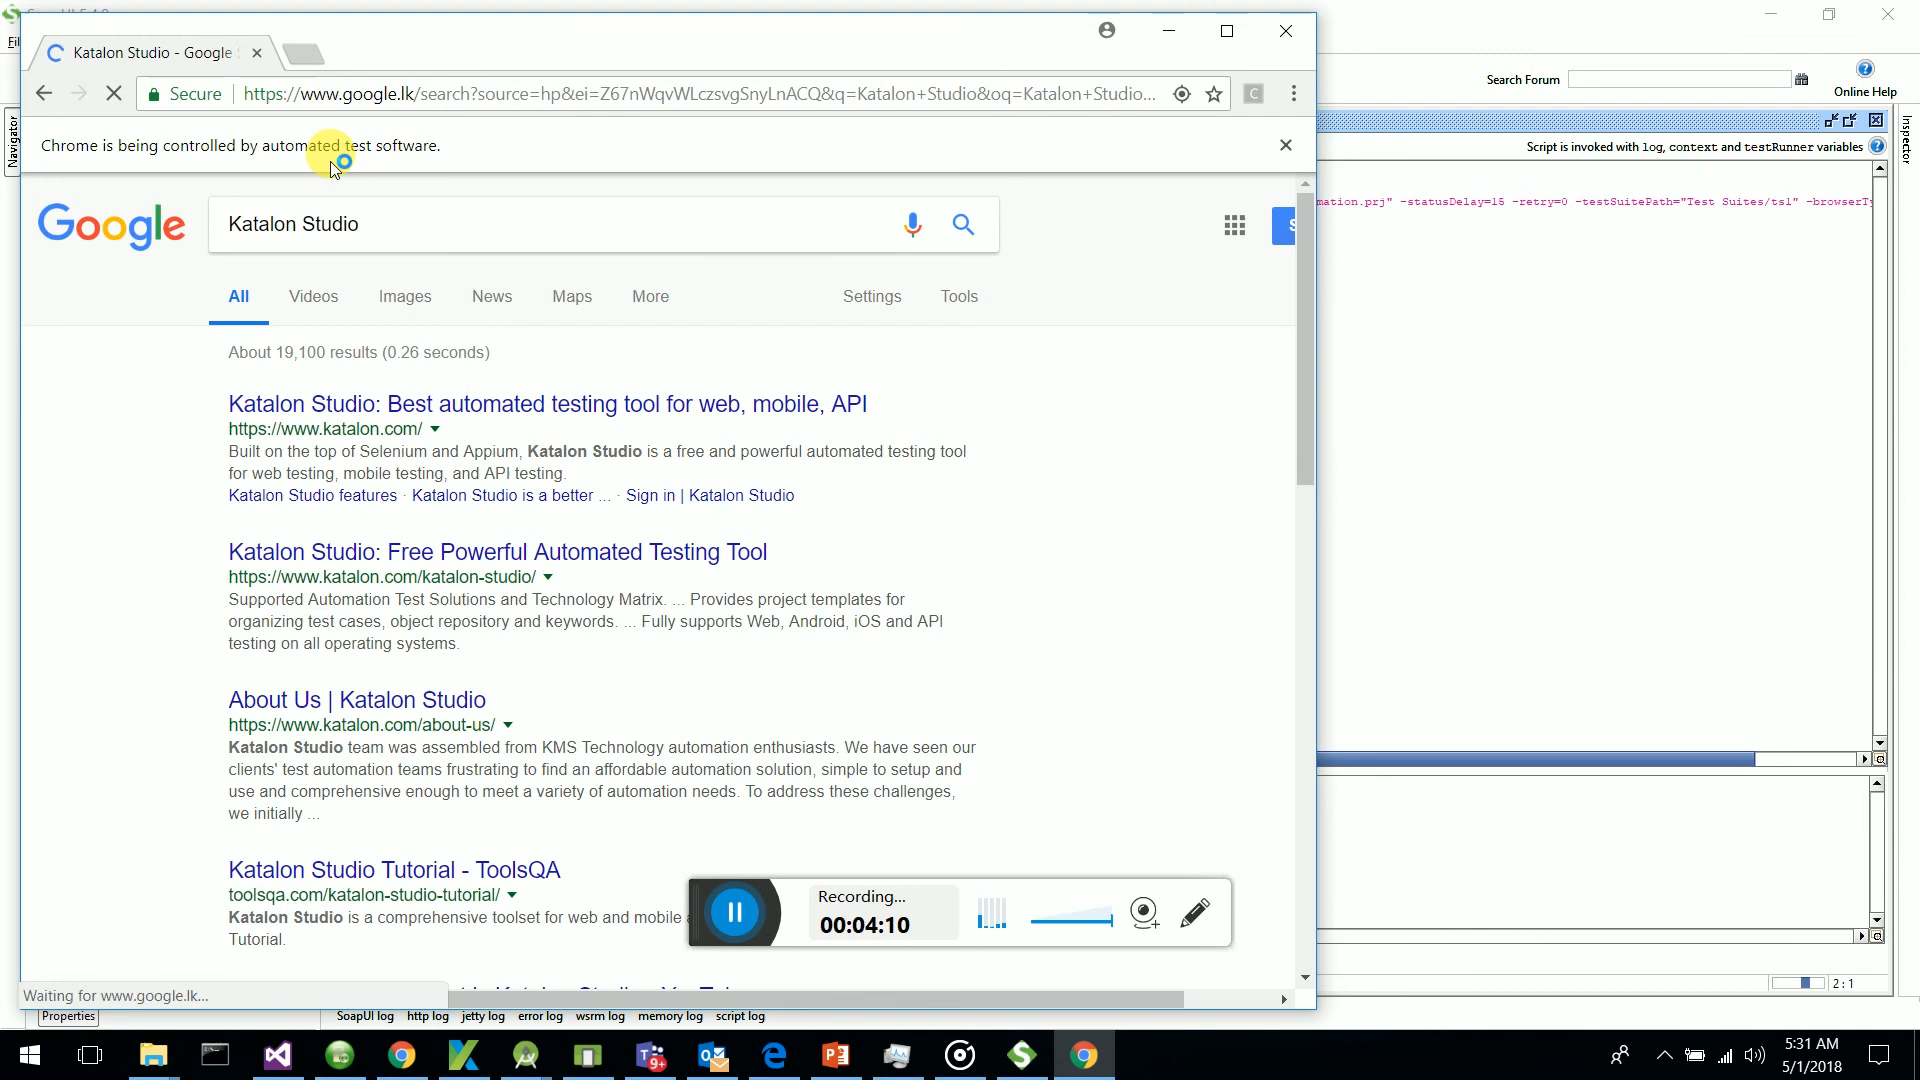 Katalon Studio - Google
Secure
https://www.google.lk/search?source=hp&ei=Z67nWqvWLczsvgSnyLnACQ&q=Katalon+Studio&oq=Katalon+Studio...
Chrome is being controlled by automated test software.
Search Forum
Online Help
Navigator
Inspector
Script is invoked with log, context and testRunner variables
mation.prj" -statusDelay=15 -retry=0 -testSuitePath="Test Suites/ts1" -browserTy
Google
Katalon Studio
All
Videos
Images
News
Maps
More
Settings
Tools
About 19,100 results (0.26 seconds)
Katalon Studio: Best automated testing tool for web, mobile, API
https://www.katalon.com/
Built on the top of Selenium and Appium, Katalon Studio is a free and powerful automated testing tool
for web testing, mobile testing, and API testing.
Katalon Studio features · Katalon Studio is a better ... · Sign in | Katalon Studio
Katalon Studio: Free Powerful Automated Testing Tool
https://www.katalon.com/katalon-studio/
Supported Automation Test Solutions and Technology Matrix. ... Provides project templates for
organizing test cases, object repository and keywords. ... Fully supports Web, Android, iOS and API
testing on all operating systems.
About Us | Katalon Studio
https://www.katalon.com/about-us/
Katalon Studio team was assembled from KMS Technology automation enthusiasts. We have seen our
clients' test automation teams frustrating to find an affordable automation solution, simple to setup and
use and comprehensive enough to meet a variety of automation needs. To address these challenges,
we initially ...
Katalon Studio Tutorial - ToolsQA
toolsqa.com/katalon-studio-tutorial/
Katalon Studio is a comprehensive toolset for web and mobile
Tutorial.
Recording...
00:04:10
Waiting for www.google.lk...
2:1
Properties
SoapUI log
http log
jetty log
error log
wsrm log
memory log
script log
9+
5:31 AM
5/1/2018